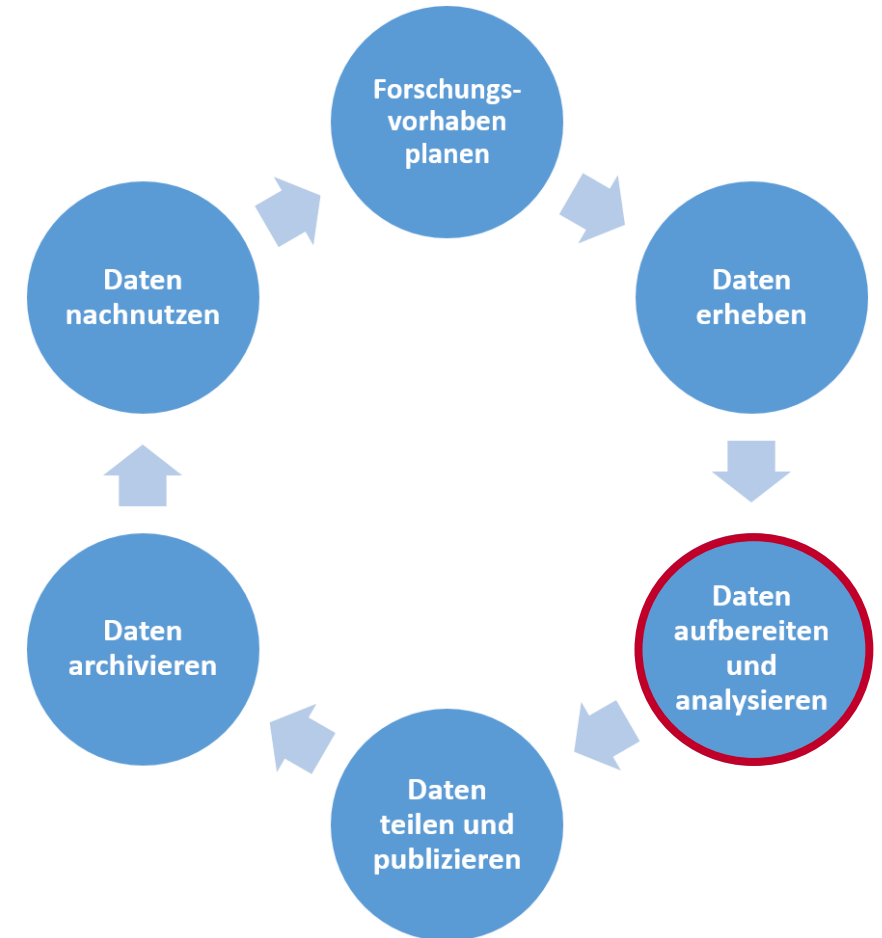 Forschungs-
vorhaben
planen
Daten
erheben
Daten
aufbereiten
und
analysieren
Daten
teilen und
publizieren
Daten
archivieren
Daten
nachnutzen